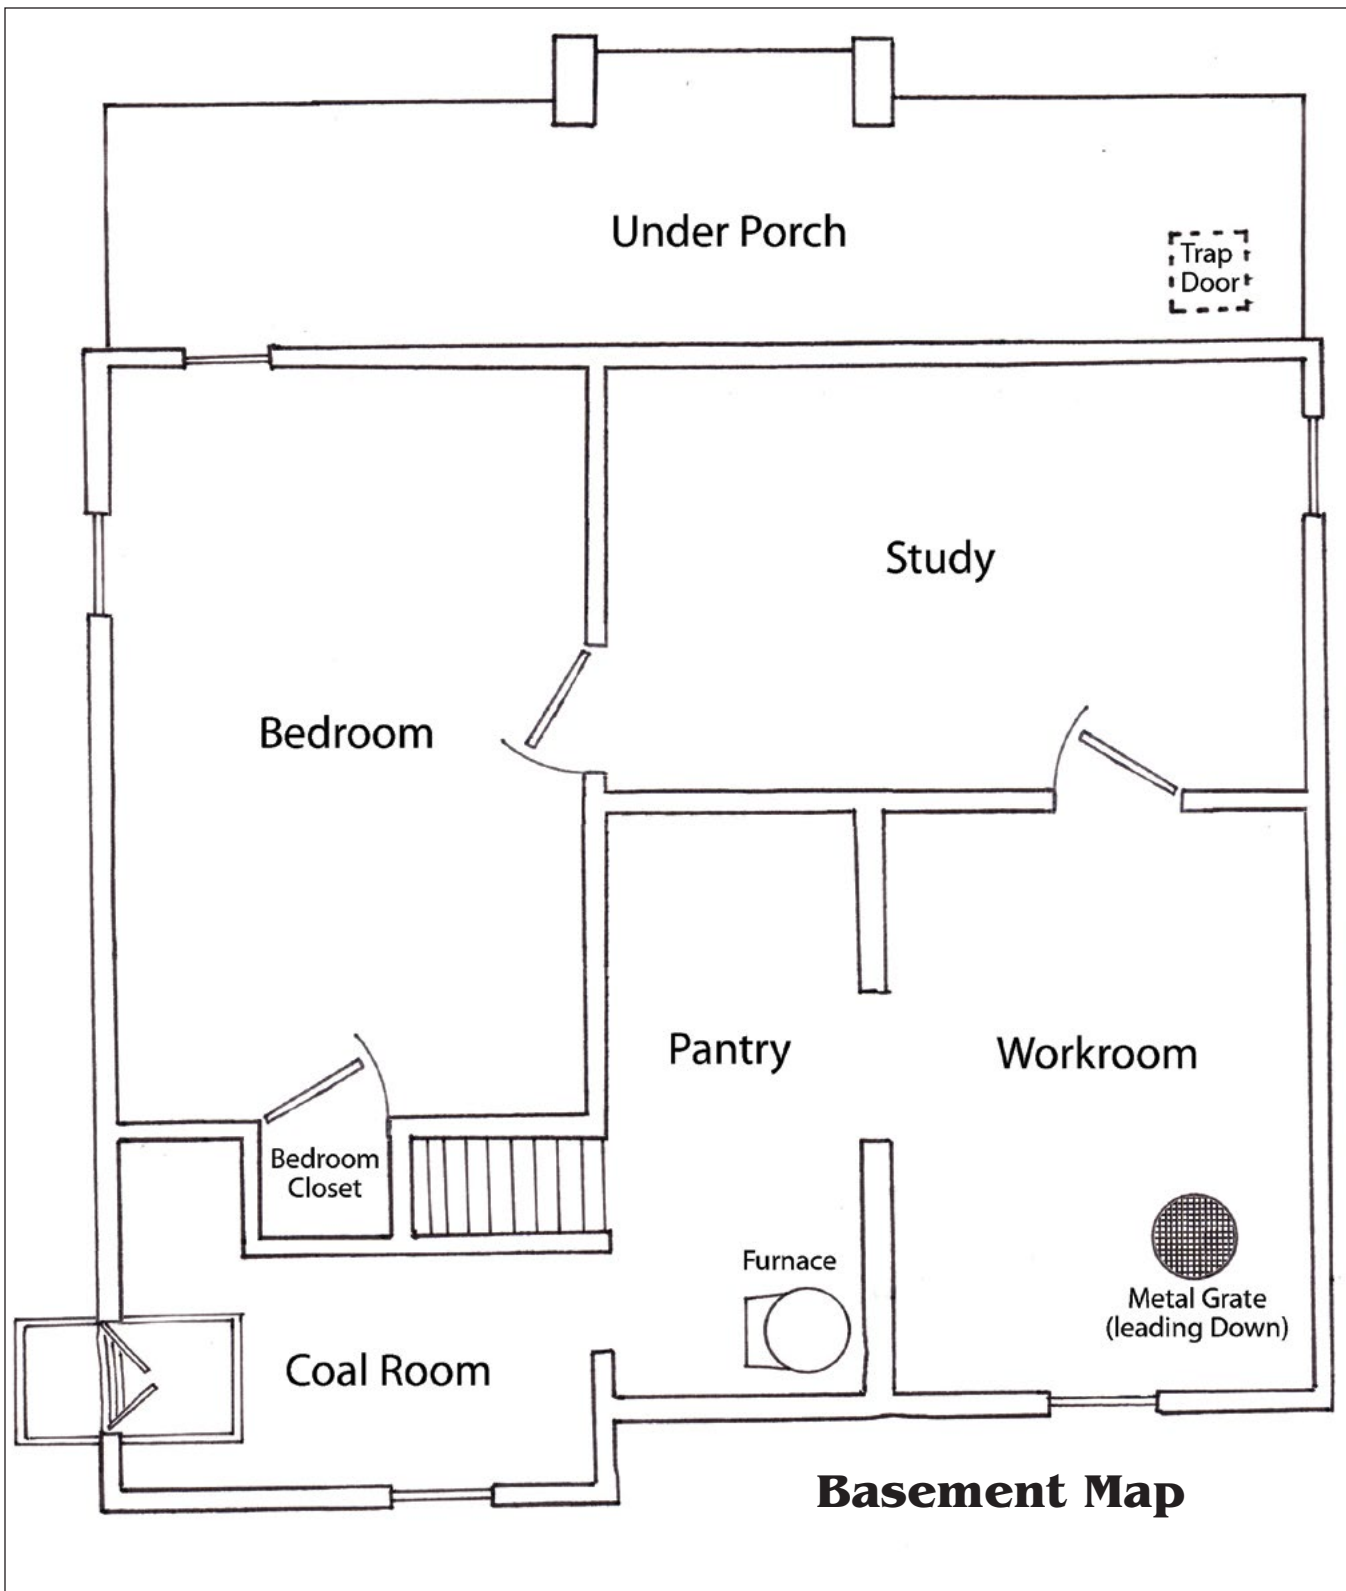 Under Porch
Trap
Door
Study
Bedroom
Pantry
Workroom
Bedroom
Closet
Furnace
Metal Grate
(leading Down)
Coal Room
Basement Map